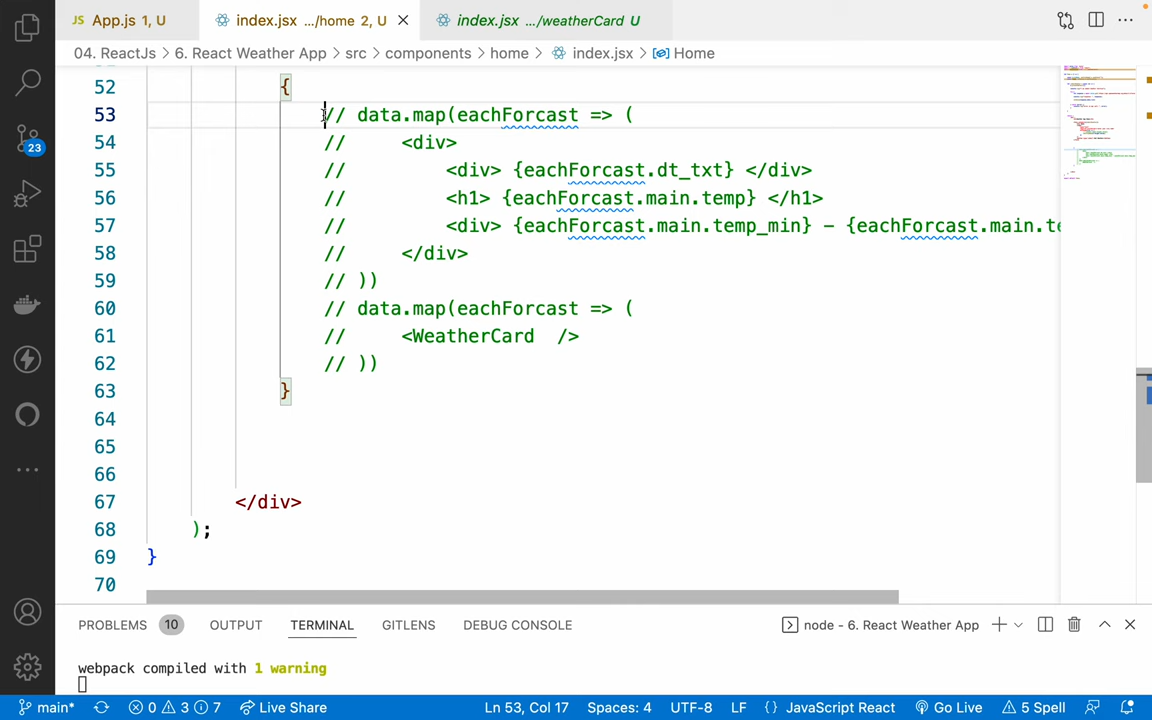 JS App.js 1, U
index.jsx .../home 2, U
index.jsx .../weatherCard U
04. ReactJs > 6. React Weather App > src > components > home > index.jsx > Home
52 {
53 // data.map(eachForcast => (
54 // <div>
55 // <div> {eachForcast.dt_txt} </div>
56 // <h1> {eachForcast.main.temp} </h1>
57 // <div> {eachForcast.main.temp_min} - {eachForcast.main.te
58 // </div>
59 // ))
60 // data.map(eachForcast => (
61 // <WeatherCard />
62 // ))
63 }
64
65
66
67 </div>
68 );
69 }
70
23
PROBLEMS 10 OUTPUT TERMINAL GITLENS DEBUG CONSOLE node - 6. React Weather App
webpack compiled with 1 warning
main* 0 3 7 Live Share Ln 53, Col 17 Spaces: 4 UTF-8 LF {} JavaScript React Go Live 5 Spell